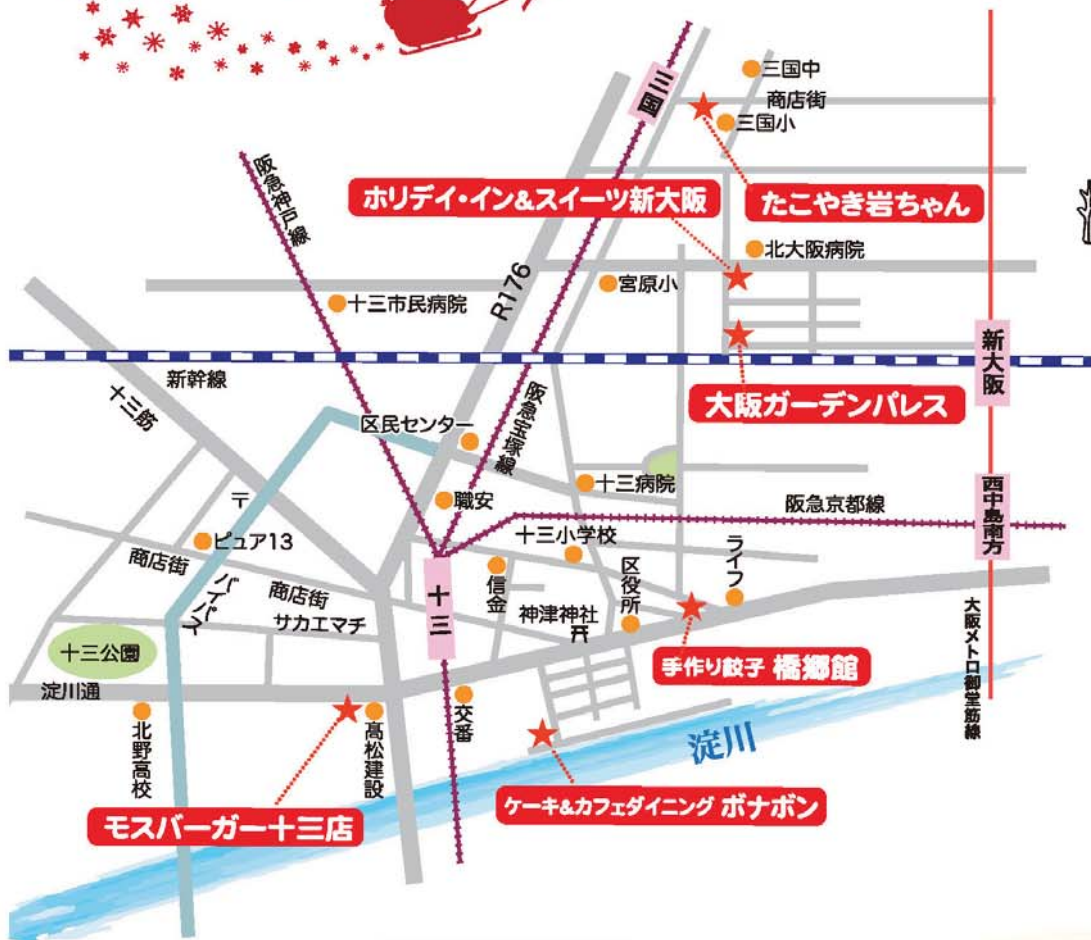 三国
三国中
商店街
三国小
阪急神戸線
ホリデイ・イン&スイーツ新大阪
たこやき岩ちゃん
北大阪病院
R176
宮原小
十三市民病院
新大阪
新幹線
十三筋
大阪ガーデンパレス
区民センター
阪急宝塚線
十三病院
西中島南方
職安
阪急京都線
〒
ピュア13
十三小学校
ライフ
商店街
バイパス
商店街
十三
信金
区役所
神津神社
サカエマチ
大阪メトロ御堂筋線
十三公園
手作り餃子 橋郷館
淀川通
北野高校
髙松建設
交番
淀川
モスバーガー十三店
ケーキ&カフェダイニング ボナボン